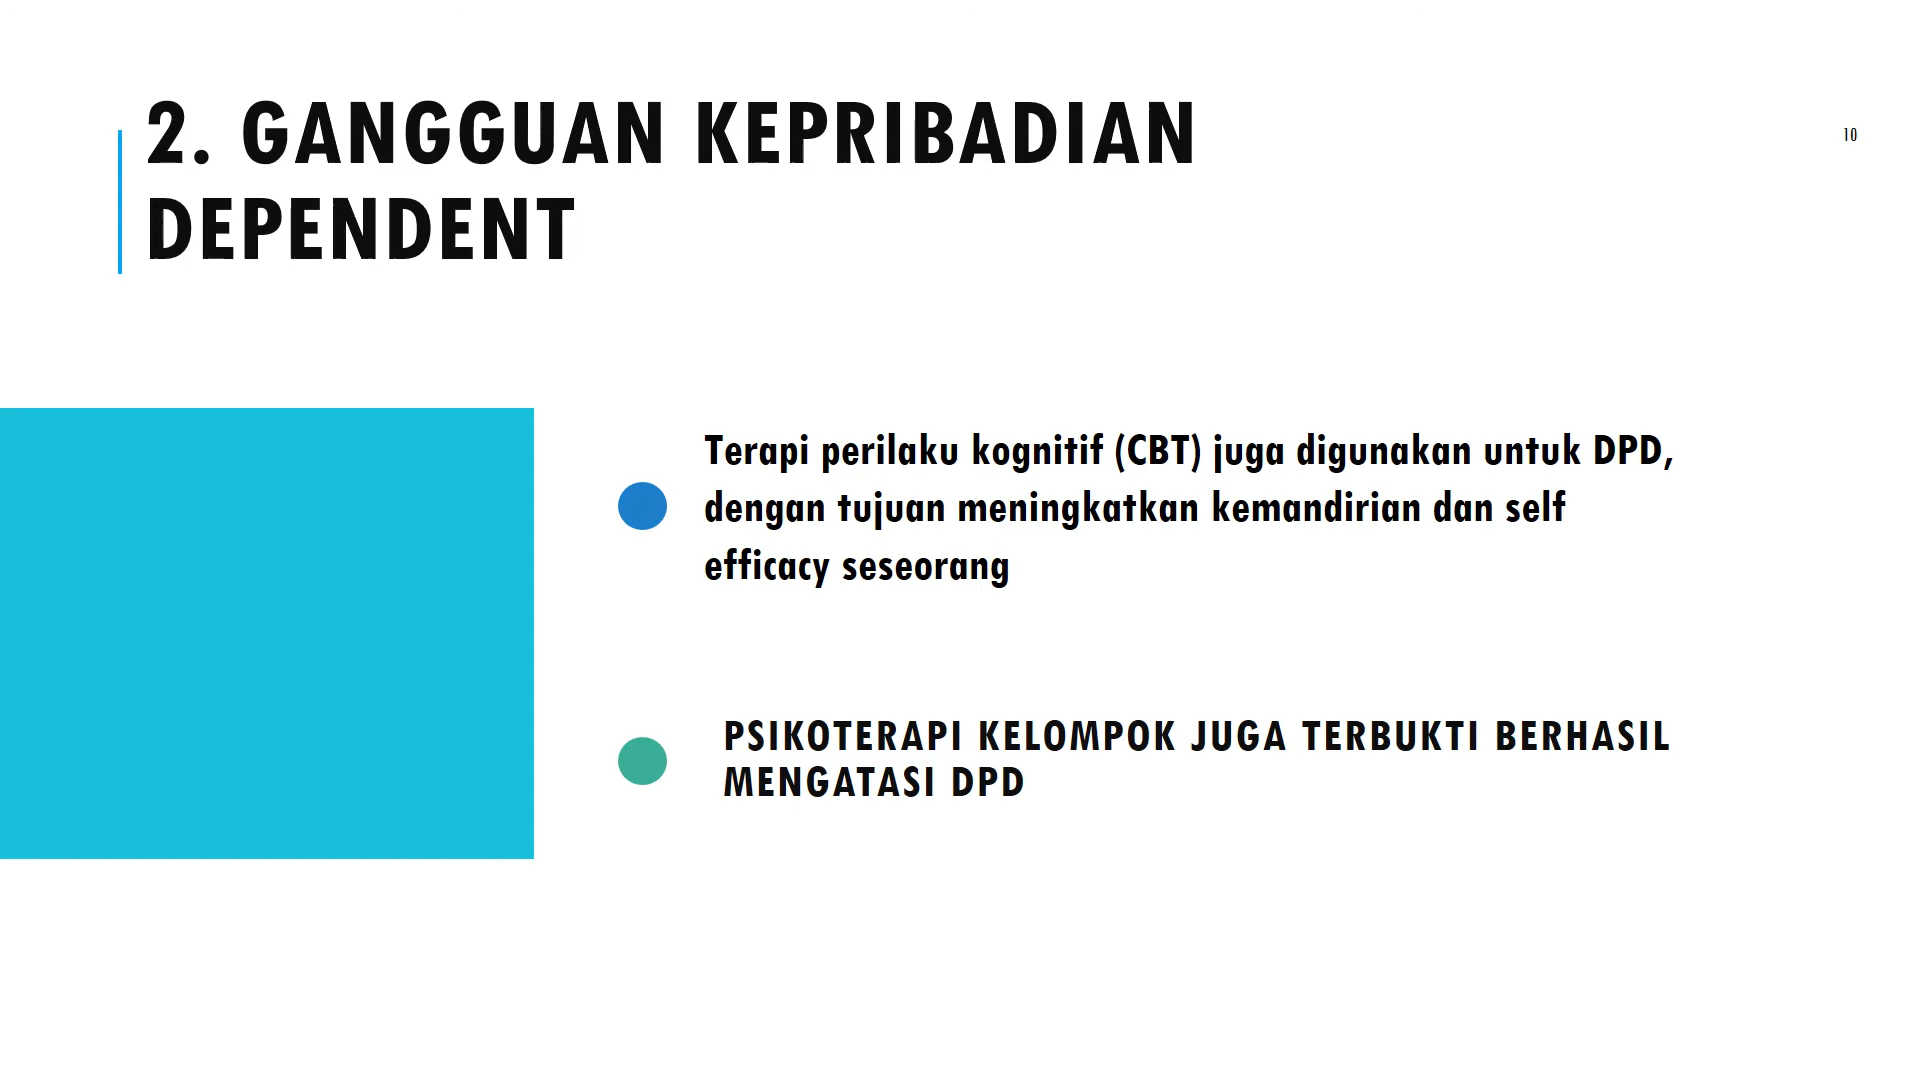 2. GANGGUAN KEPRIBADIAN
DEPENDENT
10
Terapi perilaku kognitif (CBT) juga digunakan untuk DPD,
dengan tujuan meningkatkan kemandirian dan self
efficacy seseorang
PSIKOTERAPI KELOMPOK JUGA TERBUKTI BERHASIL
MENGATASI DPD